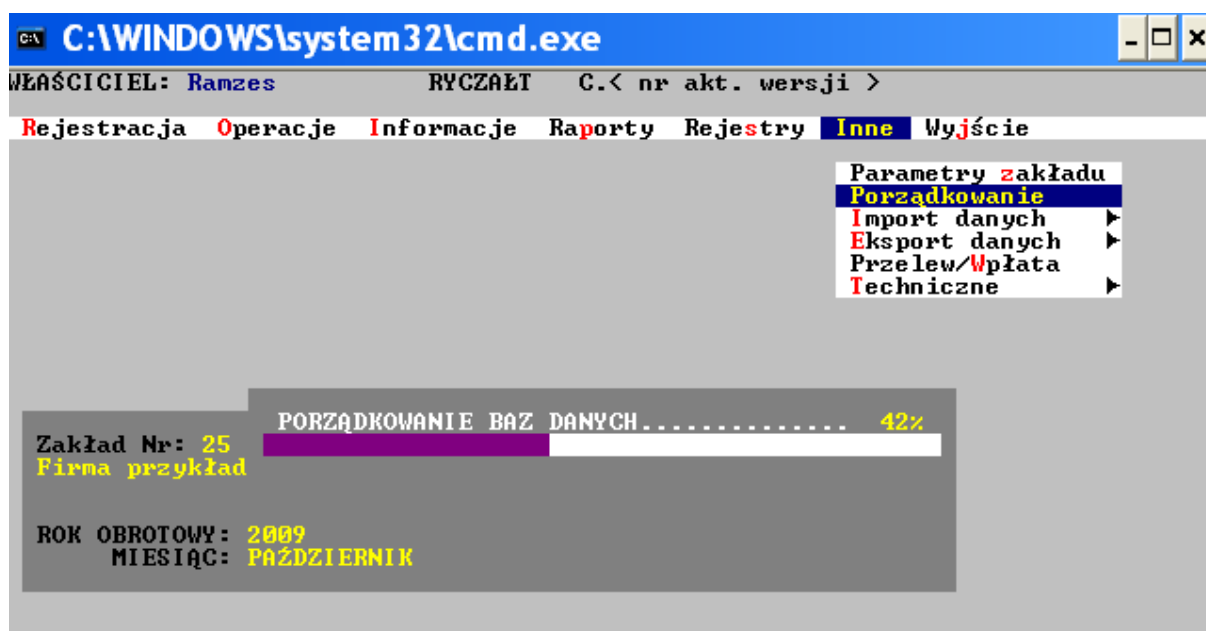 C:\WINDOWS\system32\cmd.exe
WŁAŚCICIEL: Ramzes RYCZAŁT C.< nr akt. wersji >
Rejestracja Operacje Informacje Raporty Rejestry Inne Wyjście
Parametry zakładu
Porządkowanie
Import danych
Eksport danych
Przelew/Wpłata
Techniczne
PORZĄDKOWANIE BAZ DANYCH.............. 42%
Zakład Nr: 25
Firma przykład
ROK OBROTOWY: 2009
MIESIĄC: PAŹDZIERNIK